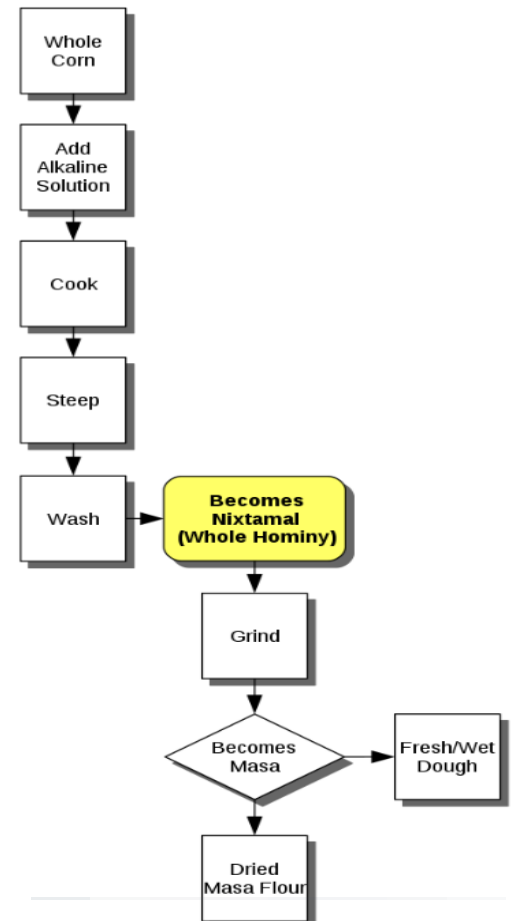 Whole
Corn
Add
Alkaline
Solution
Cook
Steep
Wash
Becomes
Nixtamal
(Whole Hominy)
Grind
Becomes
Masa
Fresh/Wet
Dough
Dried
Masa Flour